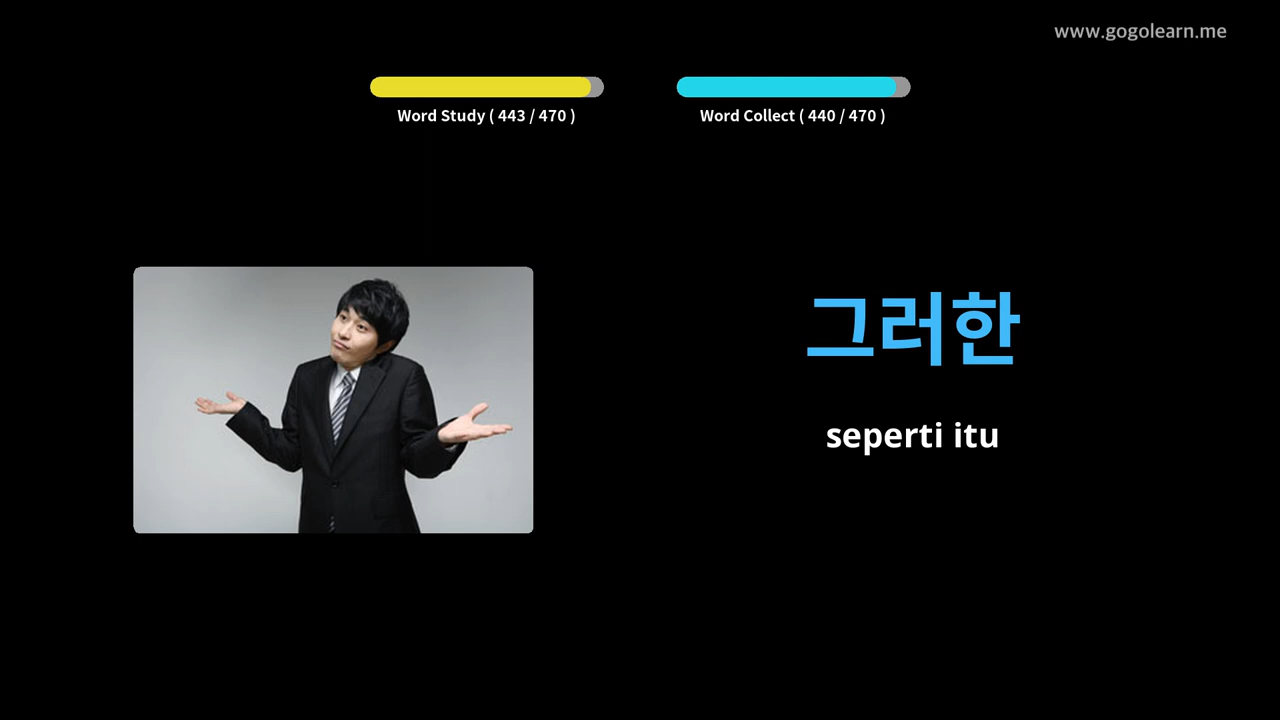 www.gogolearn.me
Word Study ( 443 / 470 )
Word Collect ( 440 / 470 )
그러한
seperti itu